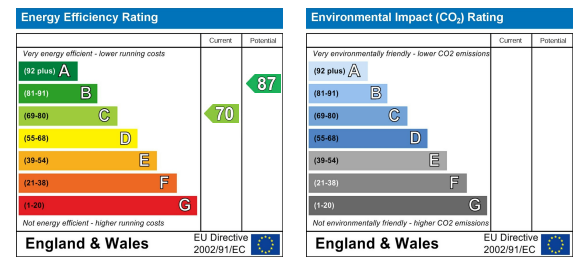 Energy Efficiency Rating
Current
Potential
Very energy efficient - lower running costs
(92 plus) A
(81-91) B
(69-80) C
(55-68) D
(39-54) E
(21-38) F
(1-20) G
87
70
Not energy efficient - higher running costs
England & Wales
EU Directive
2002/91/EC
Environmental Impact (CO₂) Rating
Current
Potential
Very environmentally friendly - lower CO2 emissions
(92 plus) A
(81-91) B
(69-80) C
(55-68) D
(39-54) E
(21-38) F
(1-20) G
Not environmentally friendly - higher CO2 emissions
England & Wales
EU Directive
2002/91/EC